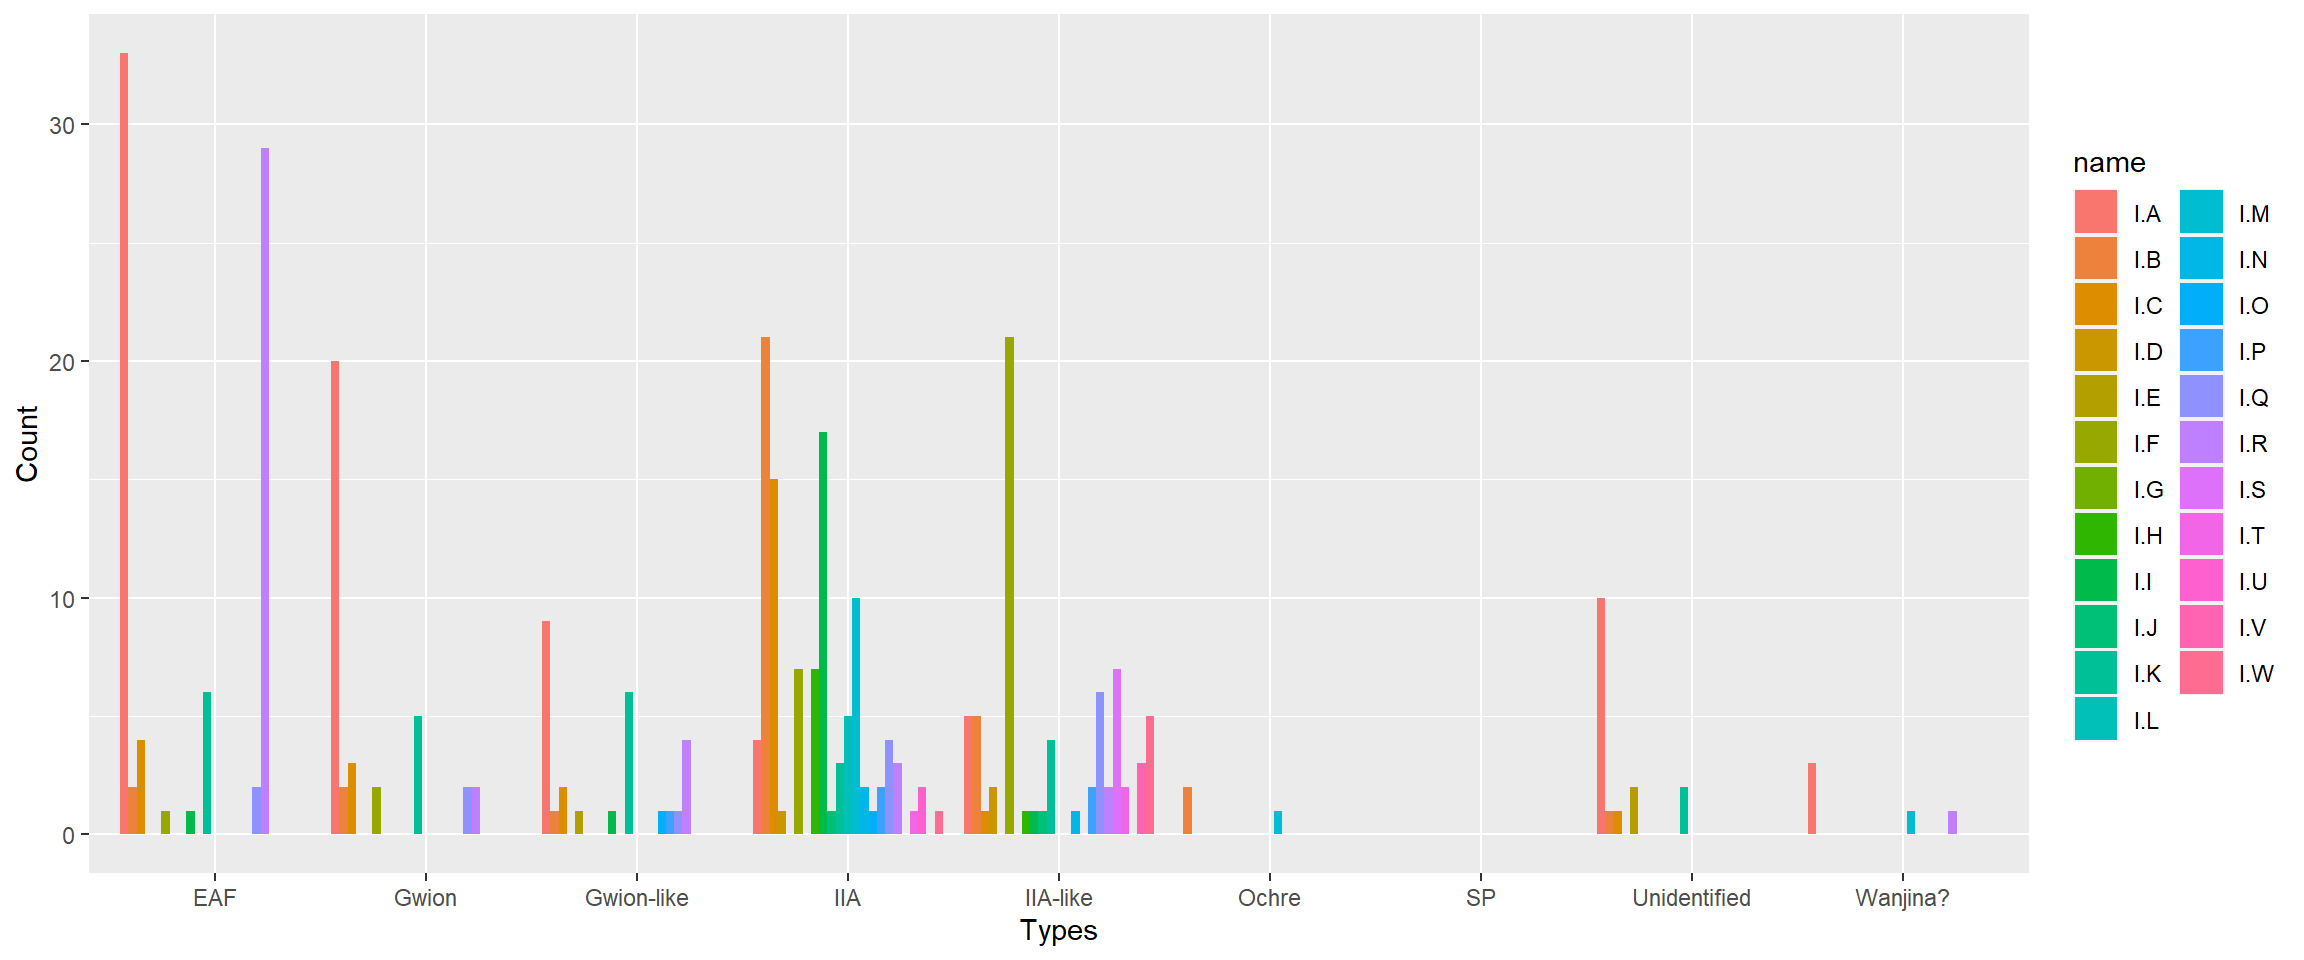 30
20
10
0
Count
EAF
Gwion
Gwion-like
IIA
IIA-like
Ochre
SP
Unidentified
Wanjina?
Types
name
I.A
I.B
I.C
I.D
I.E
I.F
I.G
I.H
I.I
I.J
I.K
I.L
I.M
I.N
I.O
I.P
I.Q
I.R
I.S
I.T
I.U
I.V
I.W